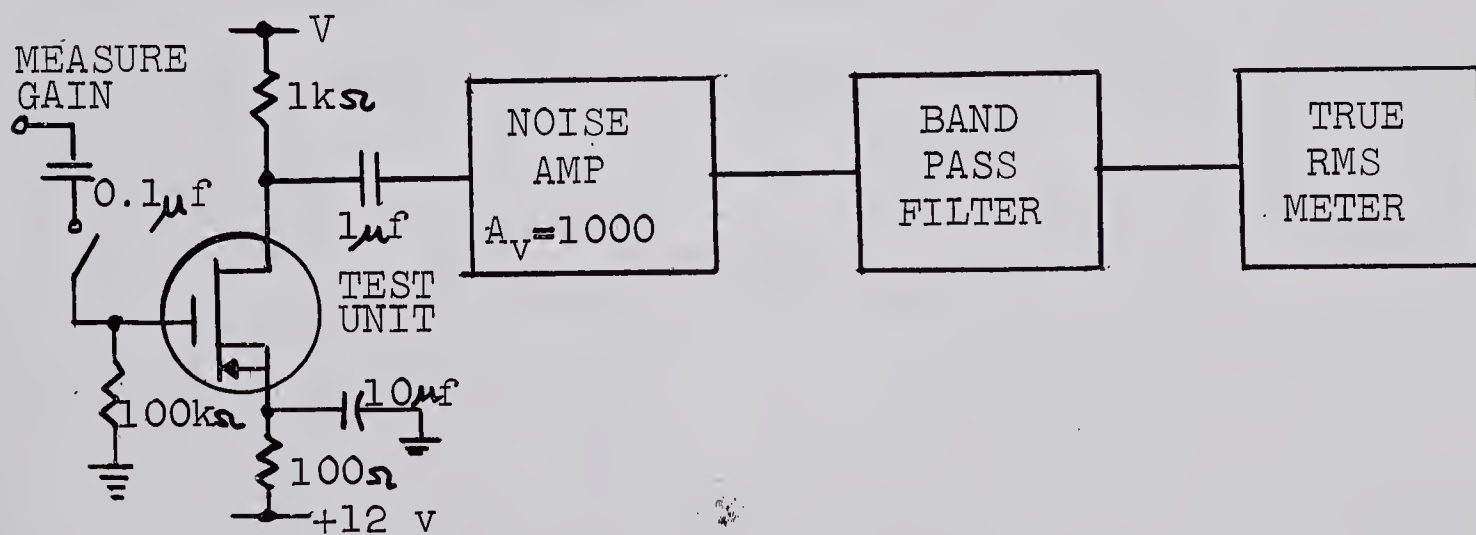 V
MEASURE
GAIN
1kΩ
0.1μf
1μf
NOISE
AMP
A_V=1000
BAND
PASS
FILTER
TRUE
RMS
METER
TEST
UNIT
100kΩ
10μf
100Ω
+12 v